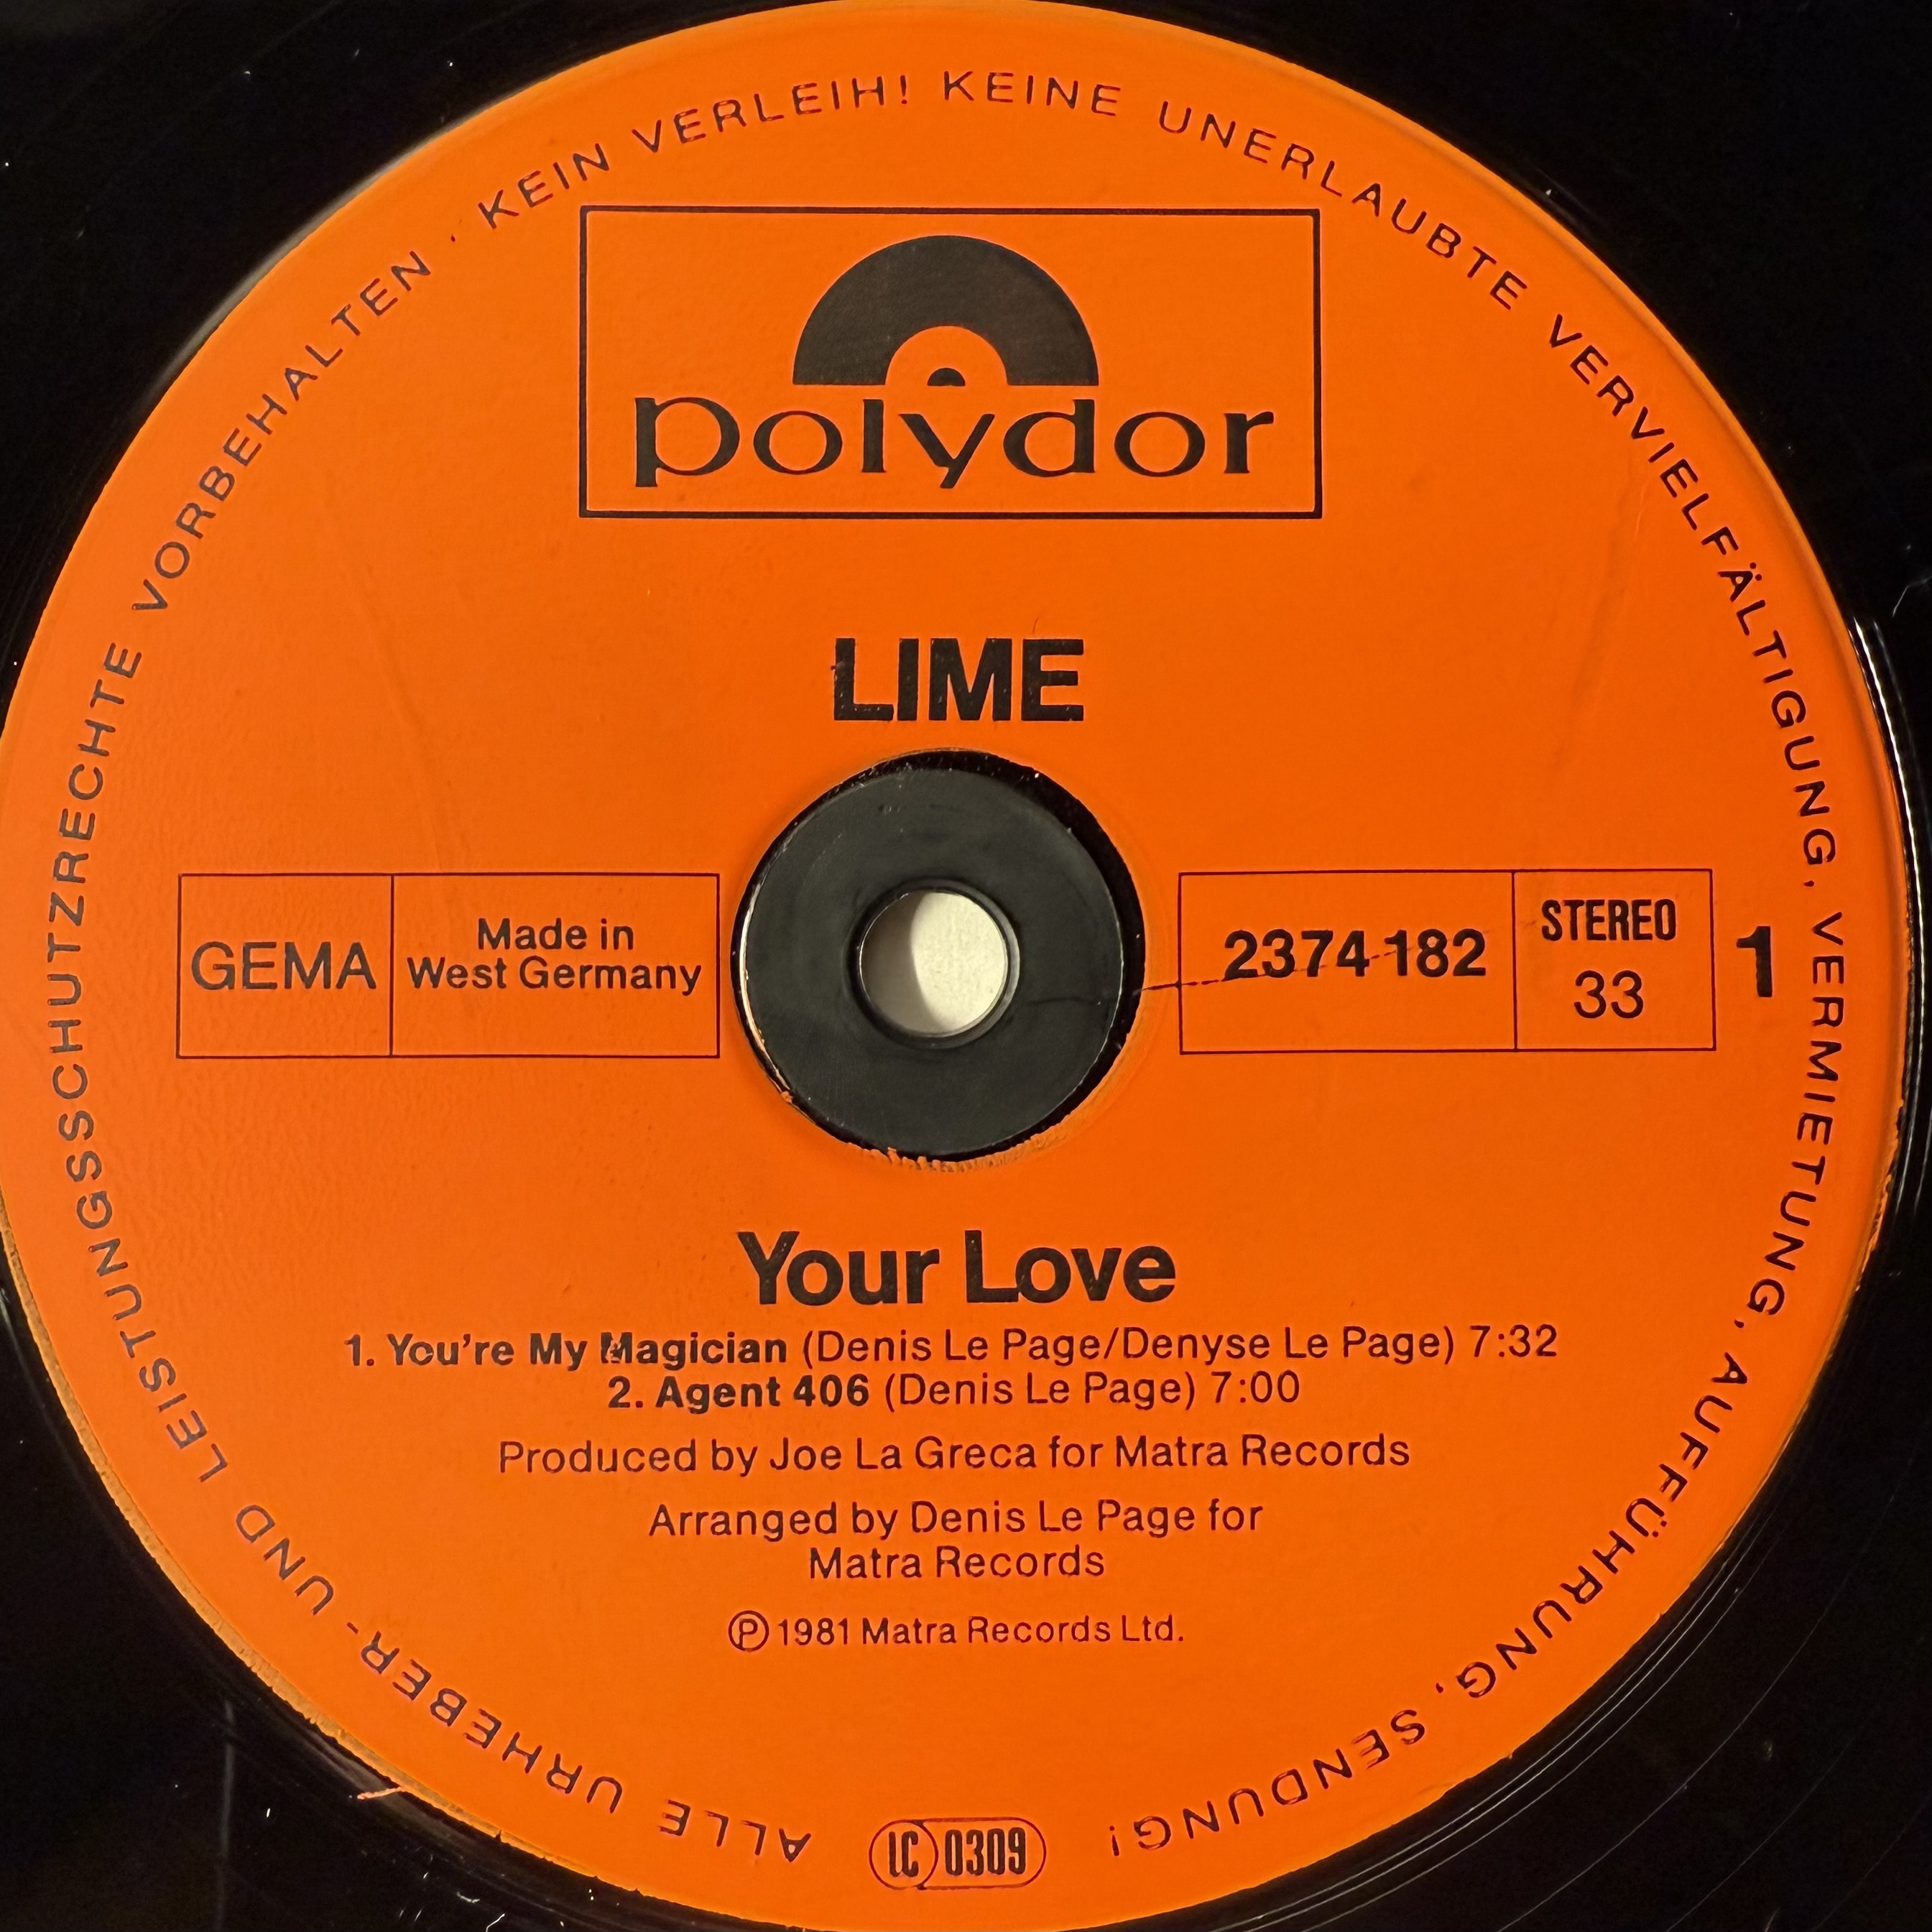 ALLE URHEBER- UND LEISTUNGSSCHUTZRECHTE VORBEHALTEN · KEIN VERLEIH! KEINE UNERLAUBTE VERVIELFÄLTIGUNG, VERMIETUNG, AUFFÜHRUNG, SENDUNG!
polydor
LIME
GEMA
Made in
West Germany
2374 182
STEREO
33
1
Your Love
1. You're My Magician (Denis Le Page/Denyse Le Page) 7:32
2. Agent 406 (Denis Le Page) 7:00
Produced by Joe La Greca for Matra Records
Arranged by Denis Le Page for
Matra Records
Ⓟ 1981 Matra Records Ltd.
LC 0309